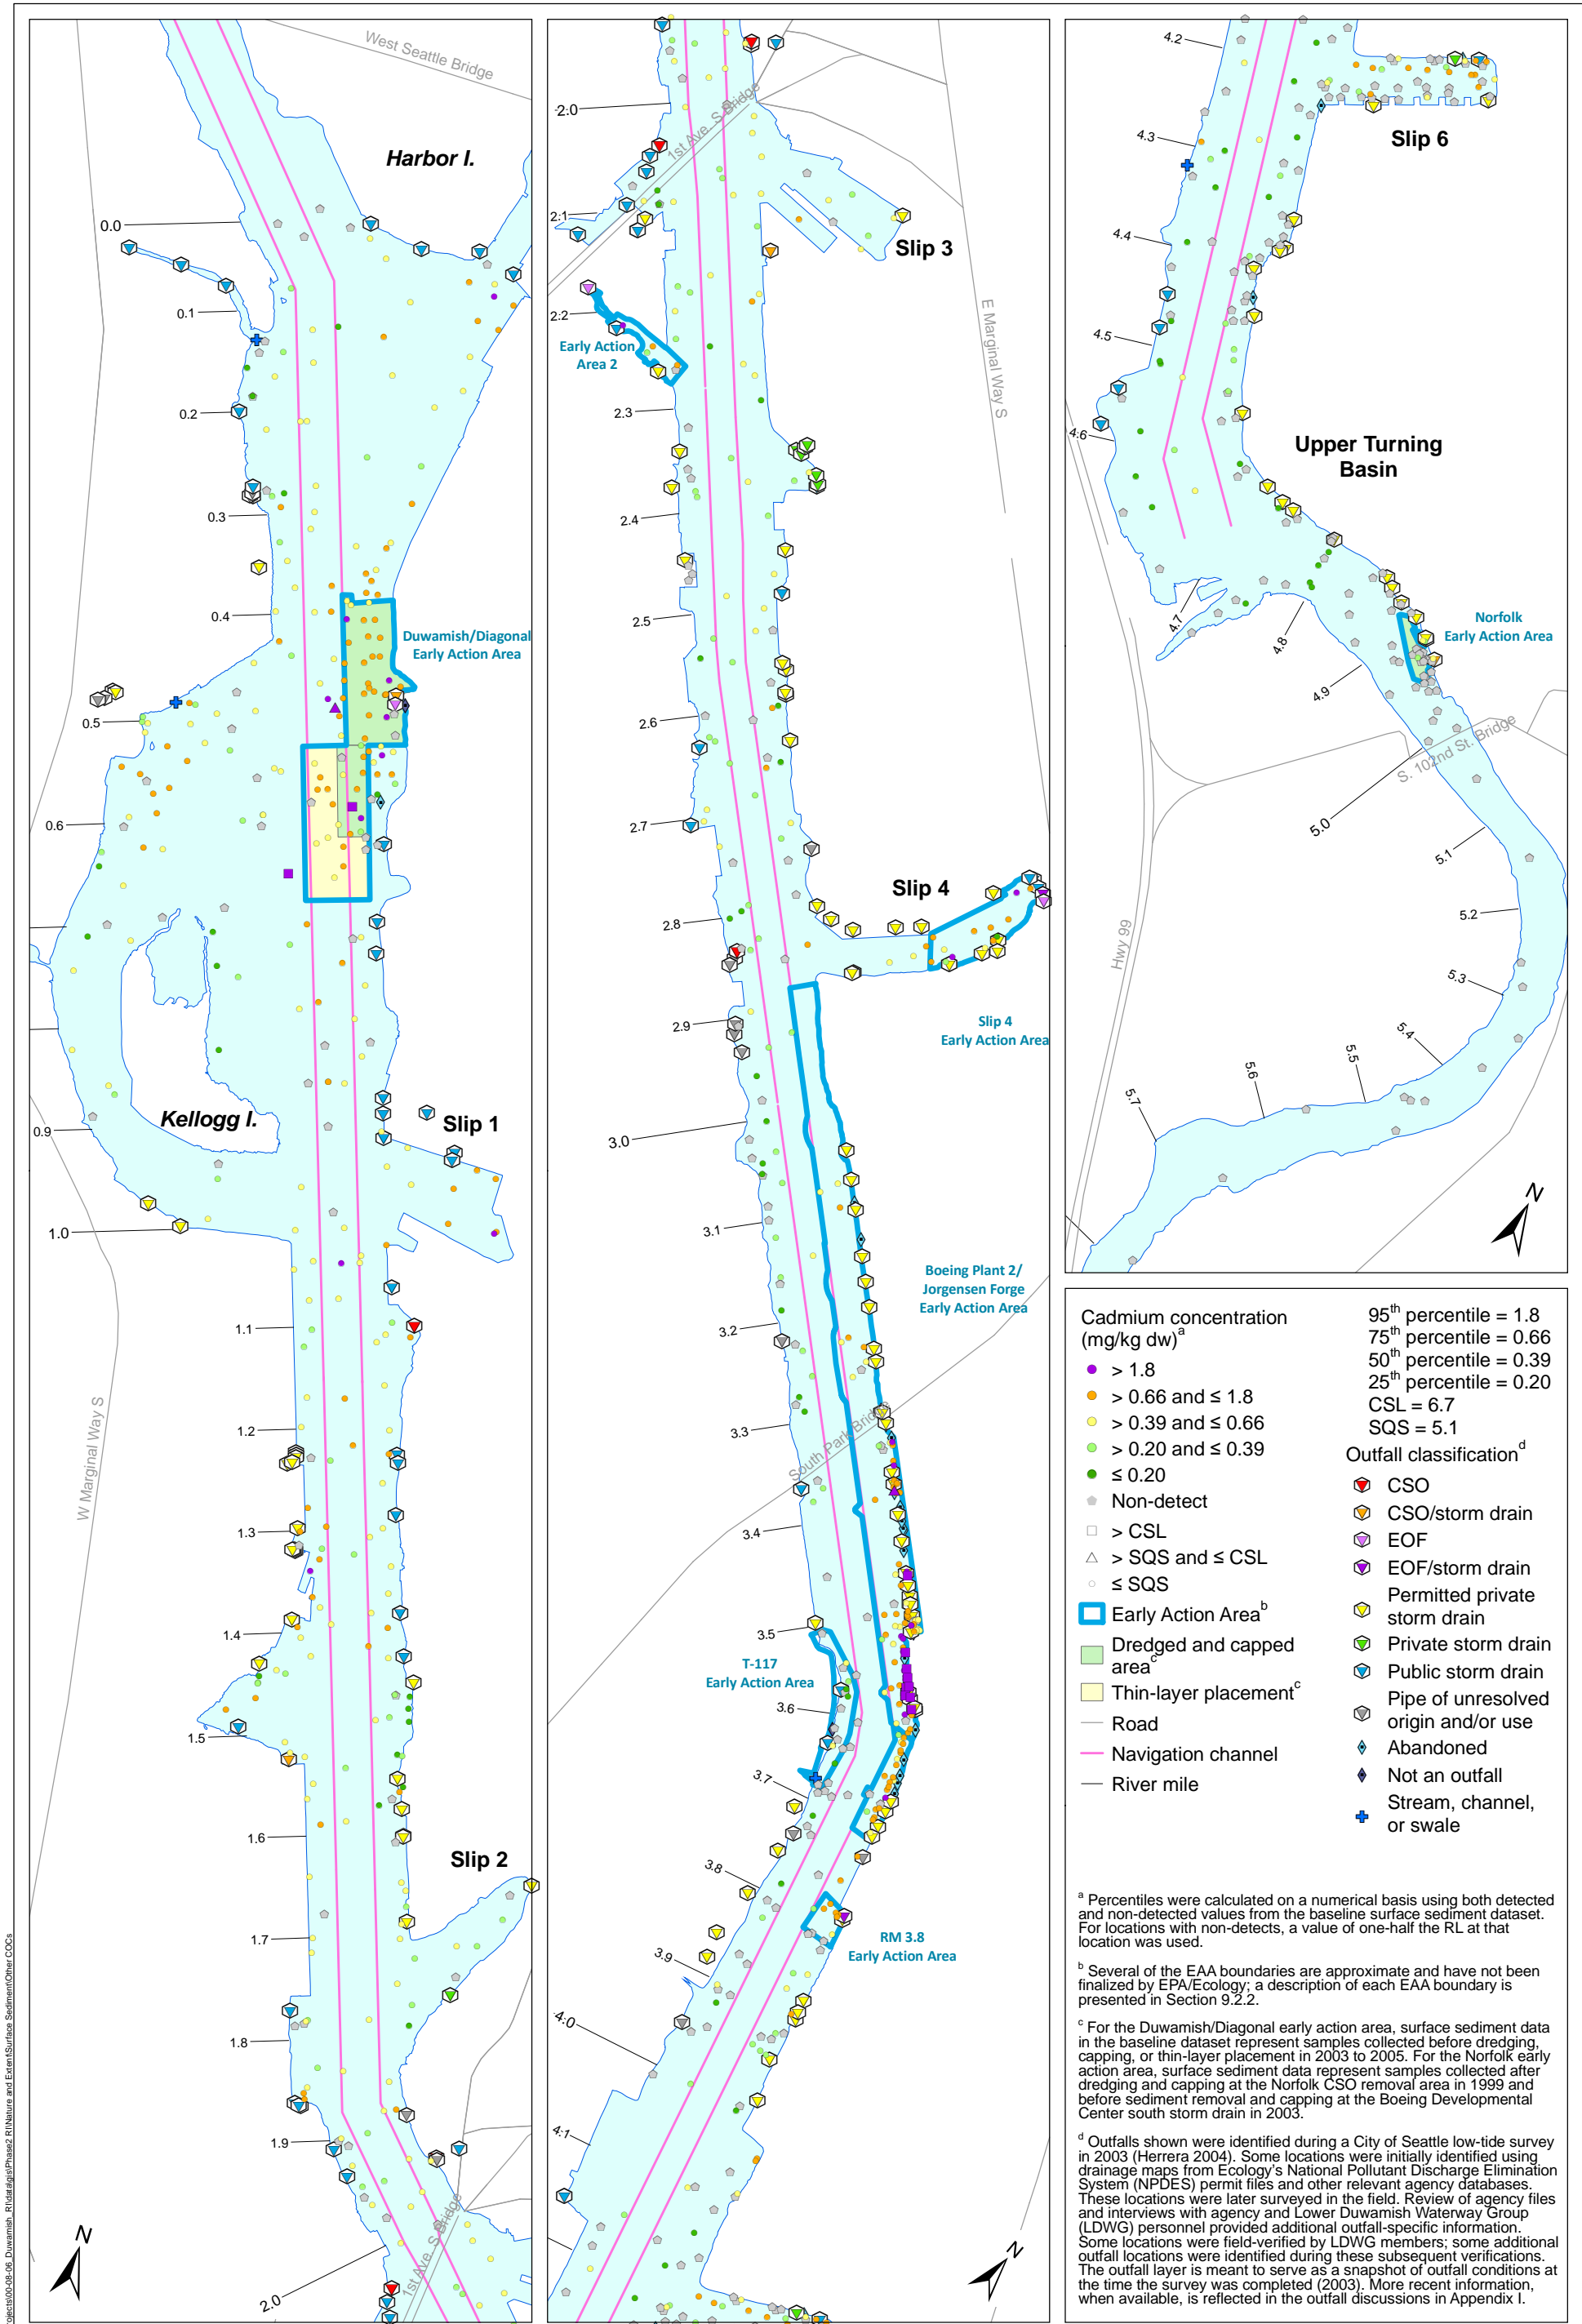 West Seattle Bridge
Harbor I.
0.0
0.1
0.2
0.3
0.4
Duwamish/Diagonal
Early Action Area
0.5
0.6
Kellogg I.
Slip 1
0.9
1.0
W Marginal Way S
1.1
1.2
1.3
1.4
1.5
1.6
Slip 2
1.7
1.8
1.9
1st Ave. S Bridge
2.0
N
2.0
1st Ave. S Bridge
2.1
Slip 3
2.2
Early Action
Area 2
E Marginal Way S
2.3
2.4
2.5
2.6
2.7
Slip 4
2.8
2.9
Slip 4
Early Action Area
3.0
3.1
Boeing Plant 2/
Jorgensen Forge
Early Action Area
3.2
3.3
South Park Bridge
3.4
3.5
T-117
Early Action Area
3.6
3.7
3.8
RM 3.8
Early Action Area
3.9
4.0
4.1
N
4.2
Slip 6
4.3
4.4
4.5
4.6
Upper Turning
Basin
4.7
4.8
Norfolk
Early Action Area
4.9
S. 102nd St. Bridge
5.0
5.1
Hwy 99
5.2
5.3
5.4
5.5
5.6
5.7
N
Cadmium concentration
(mg/kg dw)a
> 1.8
> 0.66 and ≤ 1.8
> 0.39 and ≤ 0.66
> 0.20 and ≤ 0.39
≤ 0.20
Non-detect
> CSL
> SQS and ≤ CSL
≤ SQS
Early Action Areab
Dredged and capped
areac
Thin-layer placementc
Road
Navigation channel
River mile
95th percentile = 1.8
75th percentile = 0.66
50th percentile = 0.39
25th percentile = 0.20
CSL = 6.7
SQS = 5.1
Outfall classificationd
CSO
CSO/storm drain
EOF
EOF/storm drain
Permitted private
storm drain
Private storm drain
Public storm drain
Pipe of unresolved
origin and/or use
Abandoned
Not an outfall
Stream, channel,
or swale
a Percentiles were calculated on a numerical basis using both detected
and non-detected values from the baseline surface sediment dataset.
For locations with non-detects, a value of one-half the RL at that
location was used.
b Several of the EAA boundaries are approximate and have not been
finalized by EPA/Ecology; a description of each EAA boundary is
presented in Section 9.2.2.
c For the Duwamish/Diagonal early action area, surface sediment data
in the baseline dataset represent samples collected before dredging,
capping, or thin-layer placement in 2003 to 2005. For the Norfolk early
action area, surface sediment data represent samples collected after
dredging and capping at the Norfolk CSO removal area in 1999 and
before sediment removal and capping at the Boeing Developmental
Center south storm drain in 2003.
d Outfalls shown were identified during a City of Seattle low-tide survey
in 2003 (Herrera 2004). Some locations were initially identified using
drainage maps from Ecology's National Pollutant Discharge Elimination
System (NPDES) permit files and other relevant agency databases.
These locations were later surveyed in the field. Review of agency files
and interviews with agency and Lower Duwamish Waterway Group
(LDWG) personnel provided additional outfall-specific information.
Some locations were field-verified by LDWG members; some additional
outfall locations were identified during these subsequent verifications.
The outfall layer is meant to serve as a snapshot of outfall conditions at
the time the survey was completed (2003). More recent information,
when available, is reflected in the outfall discussions in Appendix I.